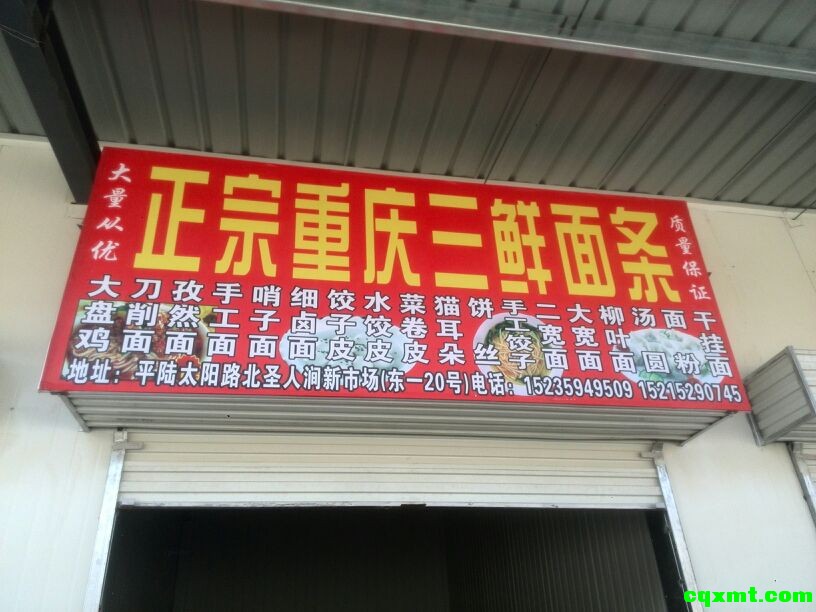 大量从优
正宗重庆三鲜面条
质量保证
大盘鸡
刀削面
孜然面
手工面
哨子面
细卤面
饺子皮
水饺皮
菜卷皮
猫耳朵
饼丝
手工饺子
二宽面
大宽面
柳叶面
汤圆
面粉
干挂面
地址：平陆太阳路北圣人涧新市场(东一20号)电话：15235949509 15215290745
cqxmt.com